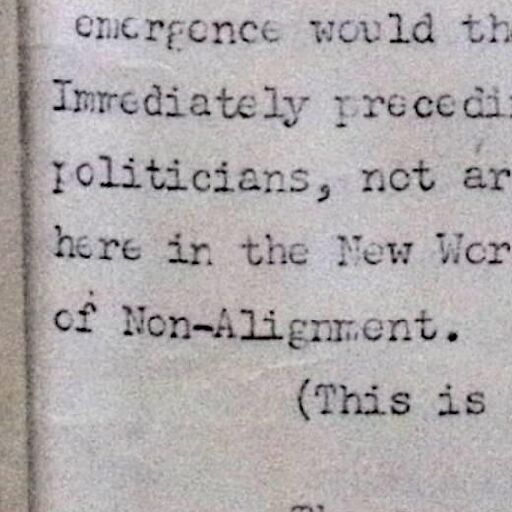 emergence would th
Immediately precedi
politicians, not ar
here in the New Wor
of Non-Alignment.
(This is